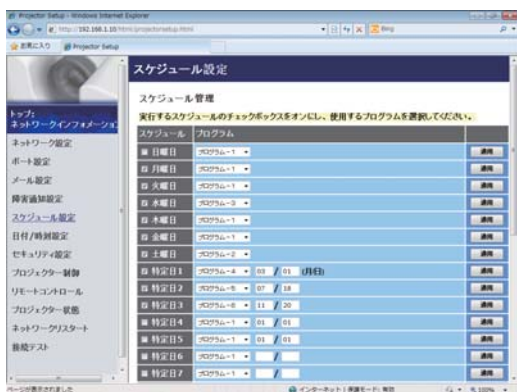 Projector Setup - Windows Internet Explorer
http://192.168.1.10/html/projectorsetup.html
Bing
お気に入り Projector Setup
トップ:
ネットワークインフォメーション
ネットワーク設定
ポート設定
メール設定
障害通知設定
スケジュール設定
日付/時刻設定
セキュリティ設定
プロジェクター制御
リモートコントロール
プロジェクター状態
ネットワークリスタート
接続テスト
スケジュール設定
スケジュール管理
実行するスケジュールのチェックボックスをオンにし、使用するプログラムを選択してください。
スケジュール プログラム
日曜日 プログラム-1 適用
月曜日 プログラム-1 適用
火曜日 プログラム-1 適用
水曜日 プログラム-3 適用
木曜日 プログラム-1 適用
金曜日 プログラム-1 適用
土曜日 プログラム-2 適用
特定日1 プログラム-4 03 / 01 (月/日) 適用
特定日2 プログラム-5 07 / 18 適用
特定日3 11 / 20 適用
特定日4 プログラム-1 01 / 01 適用
特定日5 プログラム-1 01 / 01 適用
特定日6 プログラム-1 / 適用
特定日7 プログラム-1 / 適用
ページが表示されました
インターネット | 保護モード: 無効
100%